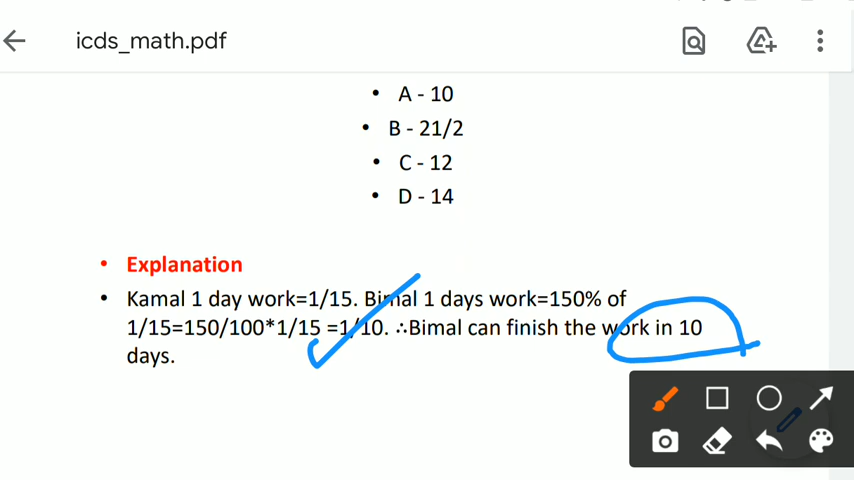 icds_math.pdf
• A - 10
• B - 21/2
• C - 12
• D - 14
• Explanation
• Kamal 1 day work=1/15. Bimal 1 days work=150% of
1/15=150/100*1/15 =1/10. ∴Bimal can finish the work in 10
days.